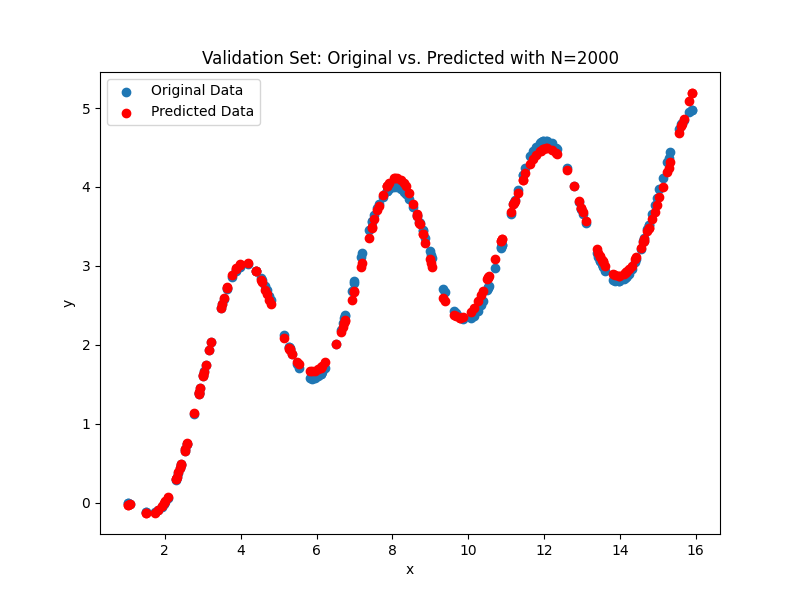 Validation Set: Original vs. Predicted with N=2000
Original Data
Predicted Data
y
5
4
3
2
1
0
2 4 6 8 10 12 14 16
x